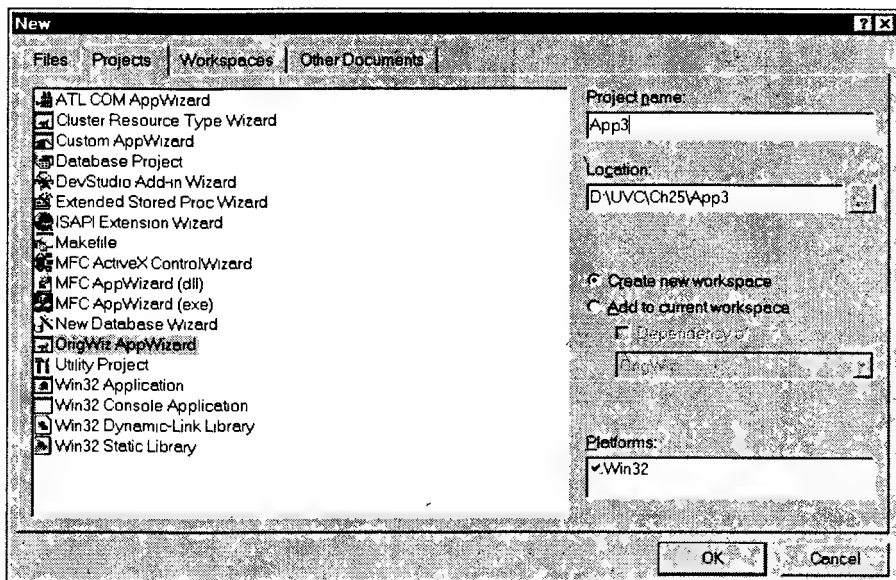 New
Files Projects Workspaces Other Documents
ATL COM AppWizard
Cluster Resource Type Wizard
Custom AppWizard
Database Project
DevStudio Add-in Wizard
Extended Stored Proc Wizard
ISAPI Extension Wizard
Makefile
MFC ActiveX ControlWizard
MFC AppWizard (dll)
MFC AppWizard (exe)
New Database Wizard
OrigWiz AppWizard
Utility Project
Win32 Application
Win32 Console Application
Win32 Dynamic-Link Library
Win32 Static Library
Project name:
App3
Location:
D:\UVC\Ch25\App3
...
Create new workspace
Add to current workspace
Dependency of
OrigWiz
Platforms:
Win32
OK Cancel